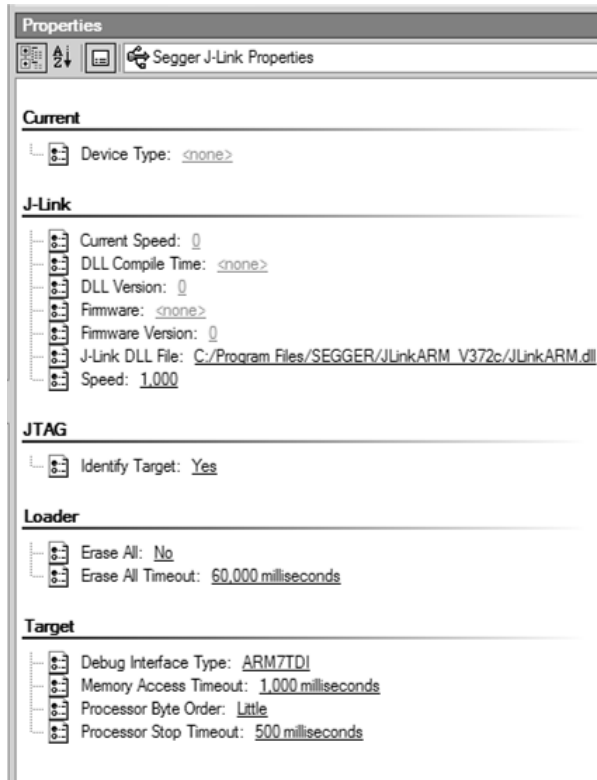 Properties
Segger J-Link Properties
Current
Device Type: <none>
J-Link
Current Speed: 0
DLL Compile Time: <none>
DLL Version: 0
Firmware: <none>
Firmware Version: 0
J-Link DLL File: C:/Program Files/SEGGER/JLinkARM_V372c/JLinkARM.dll
Speed: 1,000
JTAG
Identify Target: Yes
Loader
Erase All: No
Erase All Timeout: 60,000 milliseconds
Target
Debug Interface Type: ARM7TDI
Memory Access Timeout: 1,000 milliseconds
Processor Byte Order: Little
Processor Stop Timeout: 500 milliseconds